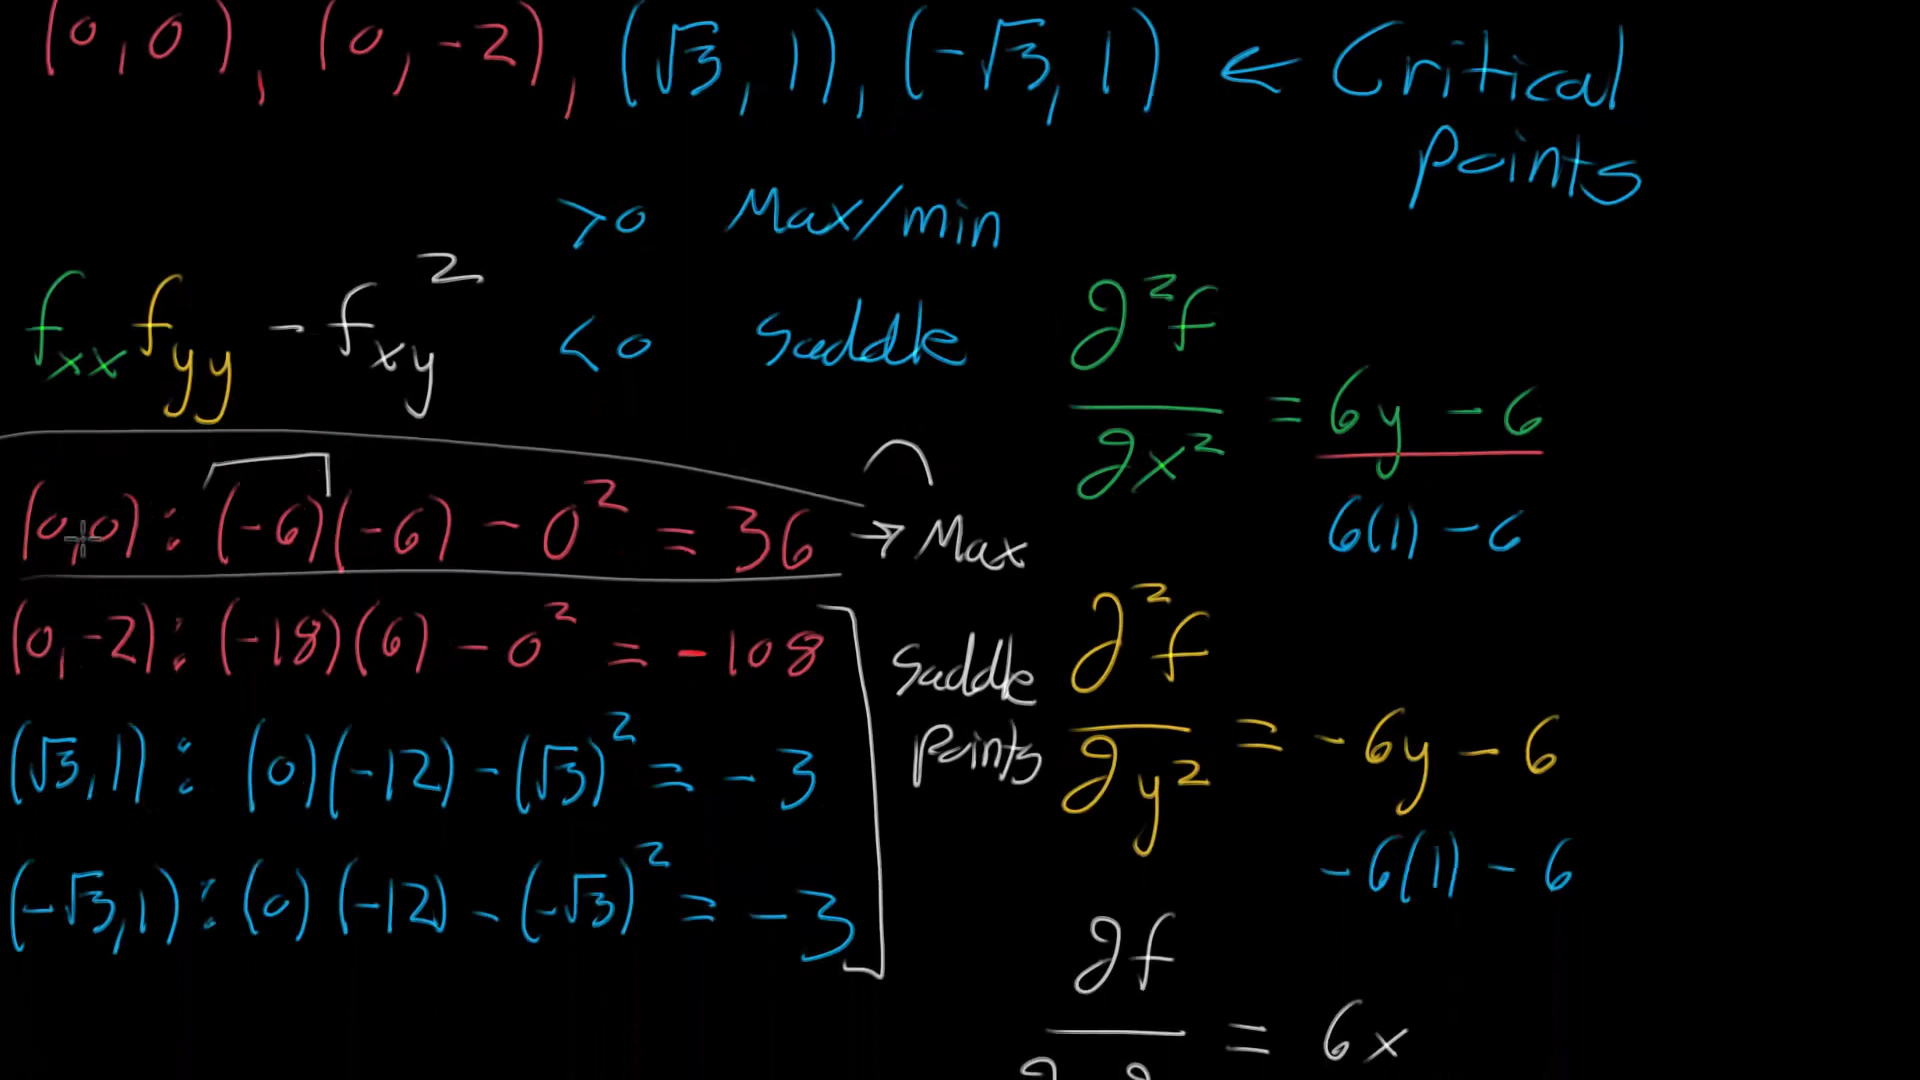 (0,0), (0,-2), (√3,1), (-√3,1) ← Critical
points
>0 Max/min
f_xx f_yy - f_xy² <0 Saddle
∂²f/∂x² = 6y - 6
6(1) - 6
(0,0): (-6)(-6) - 0² = 36 → Max
(0,-2): (-18)(6) - 0² = -108
(√3,1): (0)(-12) - (√3)² = -3
(-√3,1): (0)(-12) - (-√3)² = -3
Saddle
points
∂²f/∂y² = -6y - 6
-6(1) - 6
∂f/ = 6x